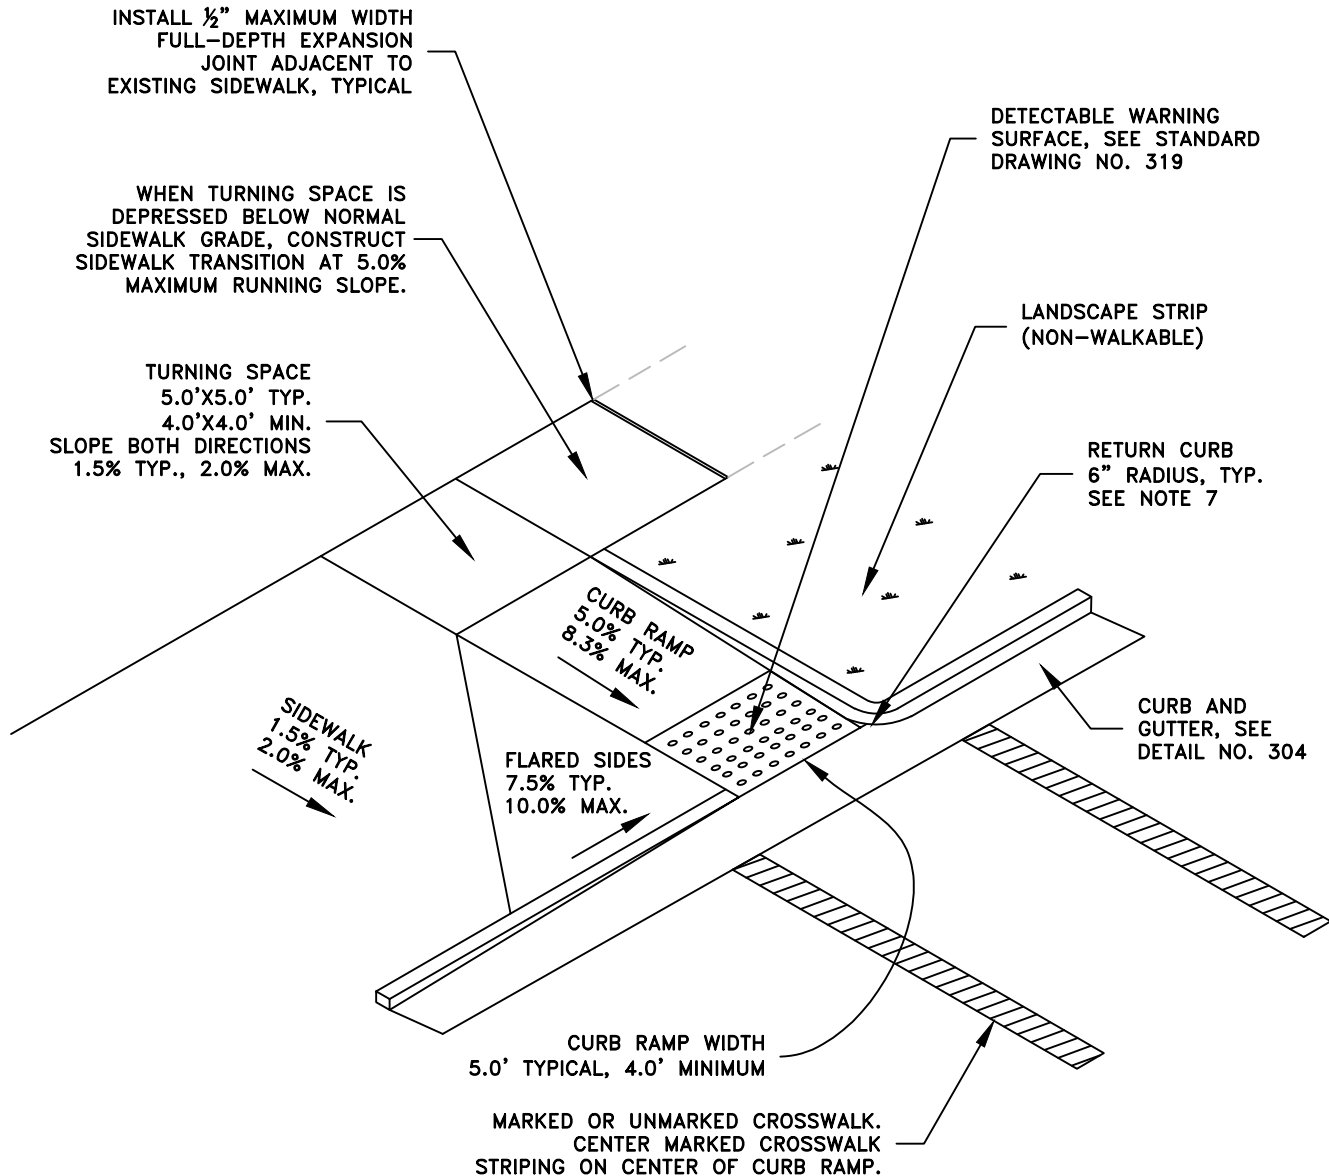 INSTALL ½” MAXIMUM WIDTH
FULL-DEPTH EXPANSION
JOINT ADJACENT TO
EXISTING SIDEWALK, TYPICAL
DETECTABLE WARNING
SURFACE, SEE STANDARD
DRAWING NO. 319
WHEN TURNING SPACE IS
DEPRESSED BELOW NORMAL
SIDEWALK GRADE, CONSTRUCT
SIDEWALK TRANSITION AT 5.0%
MAXIMUM RUNNING SLOPE.
LANDSCAPE STRIP
(NON-WALKABLE)
TURNING SPACE
5.0’X5.0’ TYP.
4.0’X4.0’ MIN.
SLOPE BOTH DIRECTIONS
1.5% TYP., 2.0% MAX.
RETURN CURB
6” RADIUS, TYP.
SEE NOTE 7
CURB RAMP
5.0% TYP.
8.3% MAX.
SIDEWALK
1.5% TYP.
2.0% MAX.
FLARED SIDES
7.5% TYP.
10.0% MAX.
CURB AND
GUTTER, SEE
DETAIL NO. 304
CURB RAMP WIDTH
5.0’ TYPICAL, 4.0’ MINIMUM
MARKED OR UNMARKED CROSSWALK.
CENTER MARKED CROSSWALK
STRIPING ON CENTER OF CURB RAMP.